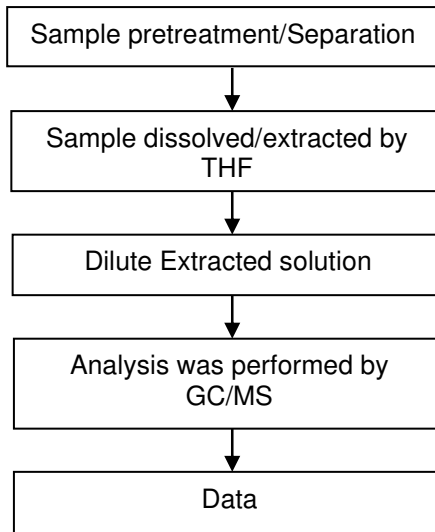 Sample pretreatment/Separation
Sample dissolved/extracted by
THF
Dilute Extracted solution
Analysis was performed by
GC/MS
Data